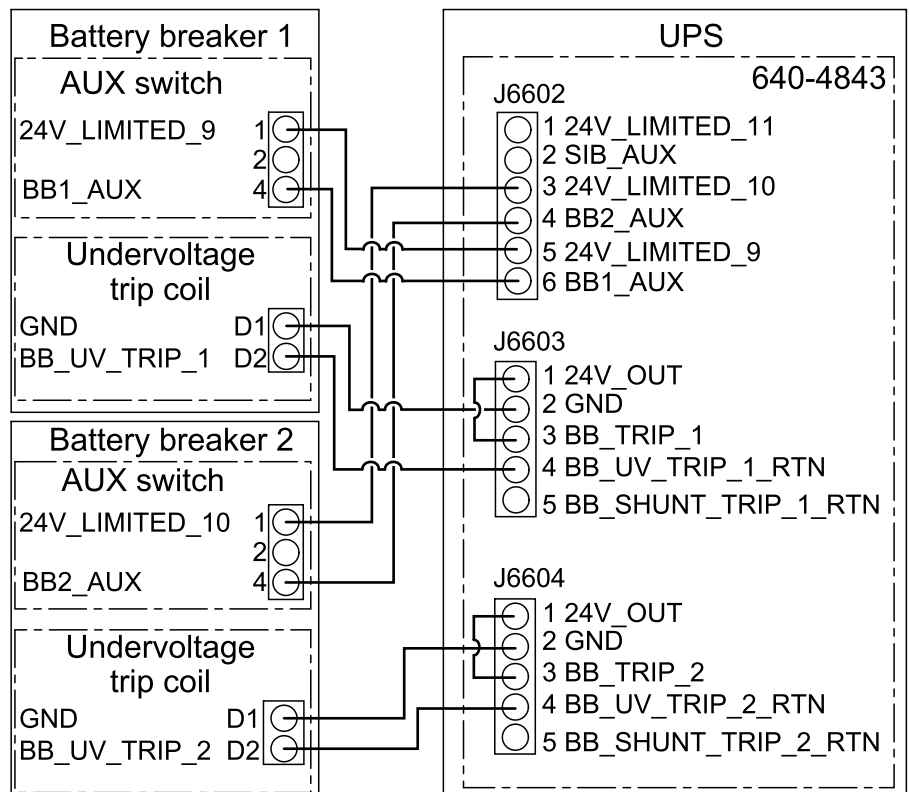 Battery breaker 1
AUX switch
24V_LIMITED_9 1
2
BB1_AUX 4
Undervoltage
trip coil
GND D1
BB_UV_TRIP_1 D2
Battery breaker 2
AUX switch
24V_LIMITED_10 1
2
BB2_AUX 4
Undervoltage
trip coil
GND D1
BB_UV_TRIP_2 D2
UPS
640-4843
J6602
1 24V_LIMITED_11
2 SIB_AUX
3 24V_LIMITED_10
4 BB2_AUX
5 24V_LIMITED_9
6 BB1_AUX
J6603
1 24V_OUT
2 GND
3 BB_TRIP_1
4 BB_UV_TRIP_1_RTN
5 BB_SHUNT_TRIP_1_RTN
J6604
1 24V_OUT
2 GND
3 BB_TRIP_2
4 BB_UV_TRIP_2_RTN
5 BB_SHUNT_TRIP_2_RTN